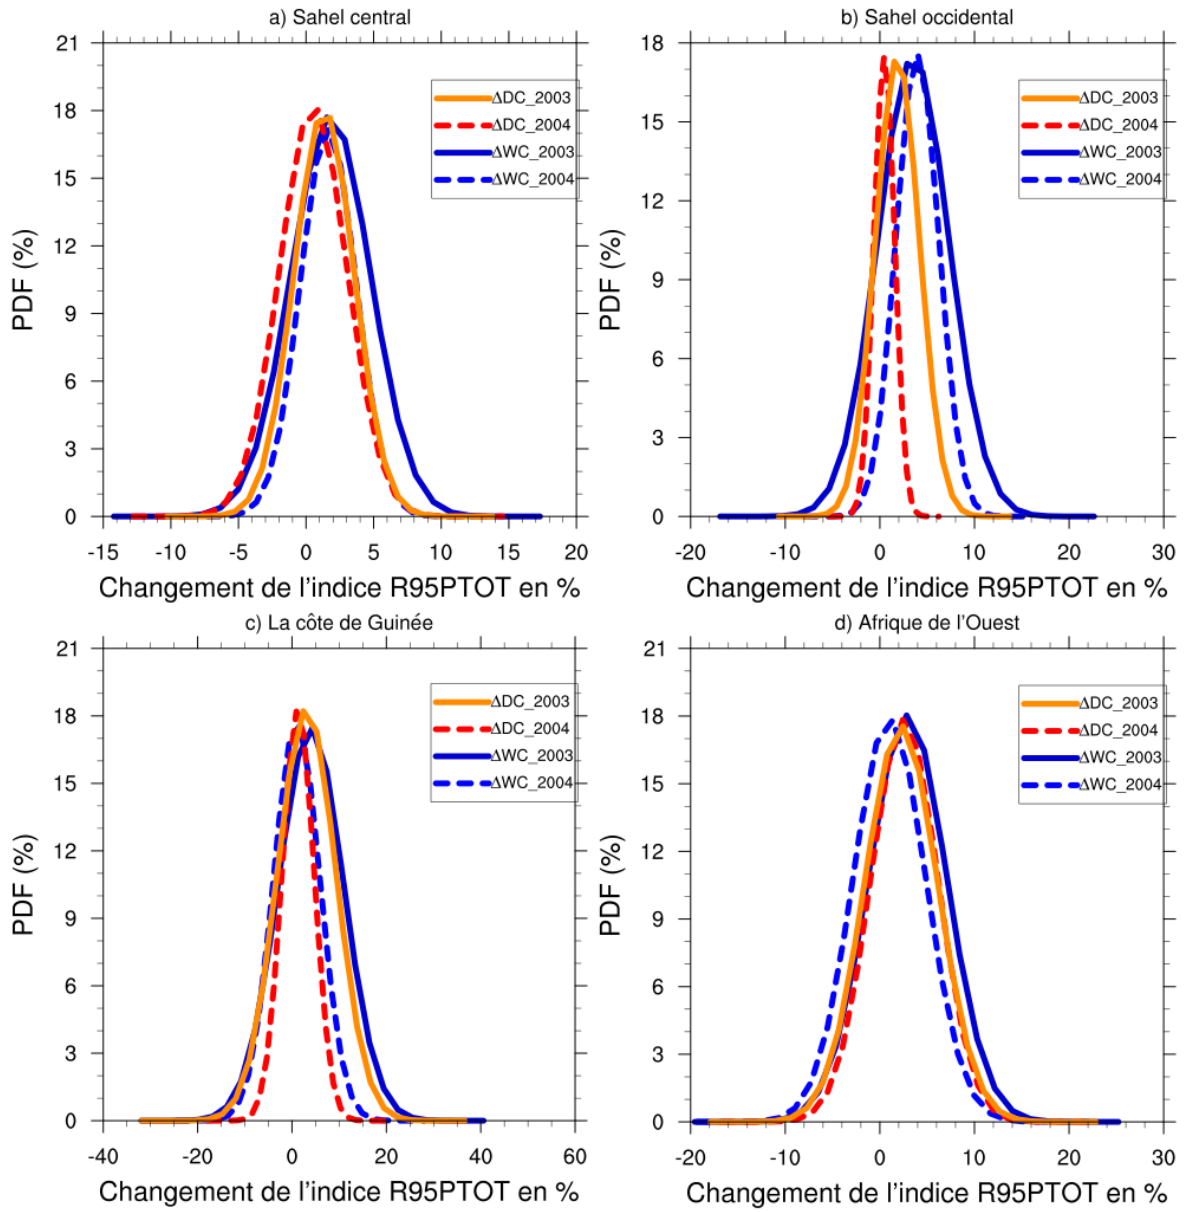 a) Sahel central
21
18
15
12
9
6
3
0
PDF (%)
ΔDC_2003
ΔDC_2004
ΔWC_2003
ΔWC_2004
-15 -10 -5 0 5 10 15 20
Changement de l'indice R95PTOT en %
b) Sahel occidental
18
15
12
9
6
3
0
PDF (%)
ΔDC_2003
ΔDC_2004
ΔWC_2003
ΔWC_2004
-20 -10 0 10 20 30
Changement de l'indice R95PTOT en %
c) La côte de Guinée
21
18
15
12
9
6
3
0
PDF (%)
ΔDC_2003
ΔDC_2004
ΔWC_2003
ΔWC_2004
-40 -20 0 20 40 60
Changement de l'indice R95PTOT en %
d) Afrique de l'Ouest
21
18
15
12
9
6
3
0
PDF (%)
ΔDC_2003
ΔDC_2004
ΔWC_2003
ΔWC_2004
-20 -10 0 10 20 30
Changement de l'indice R95PTOT en %